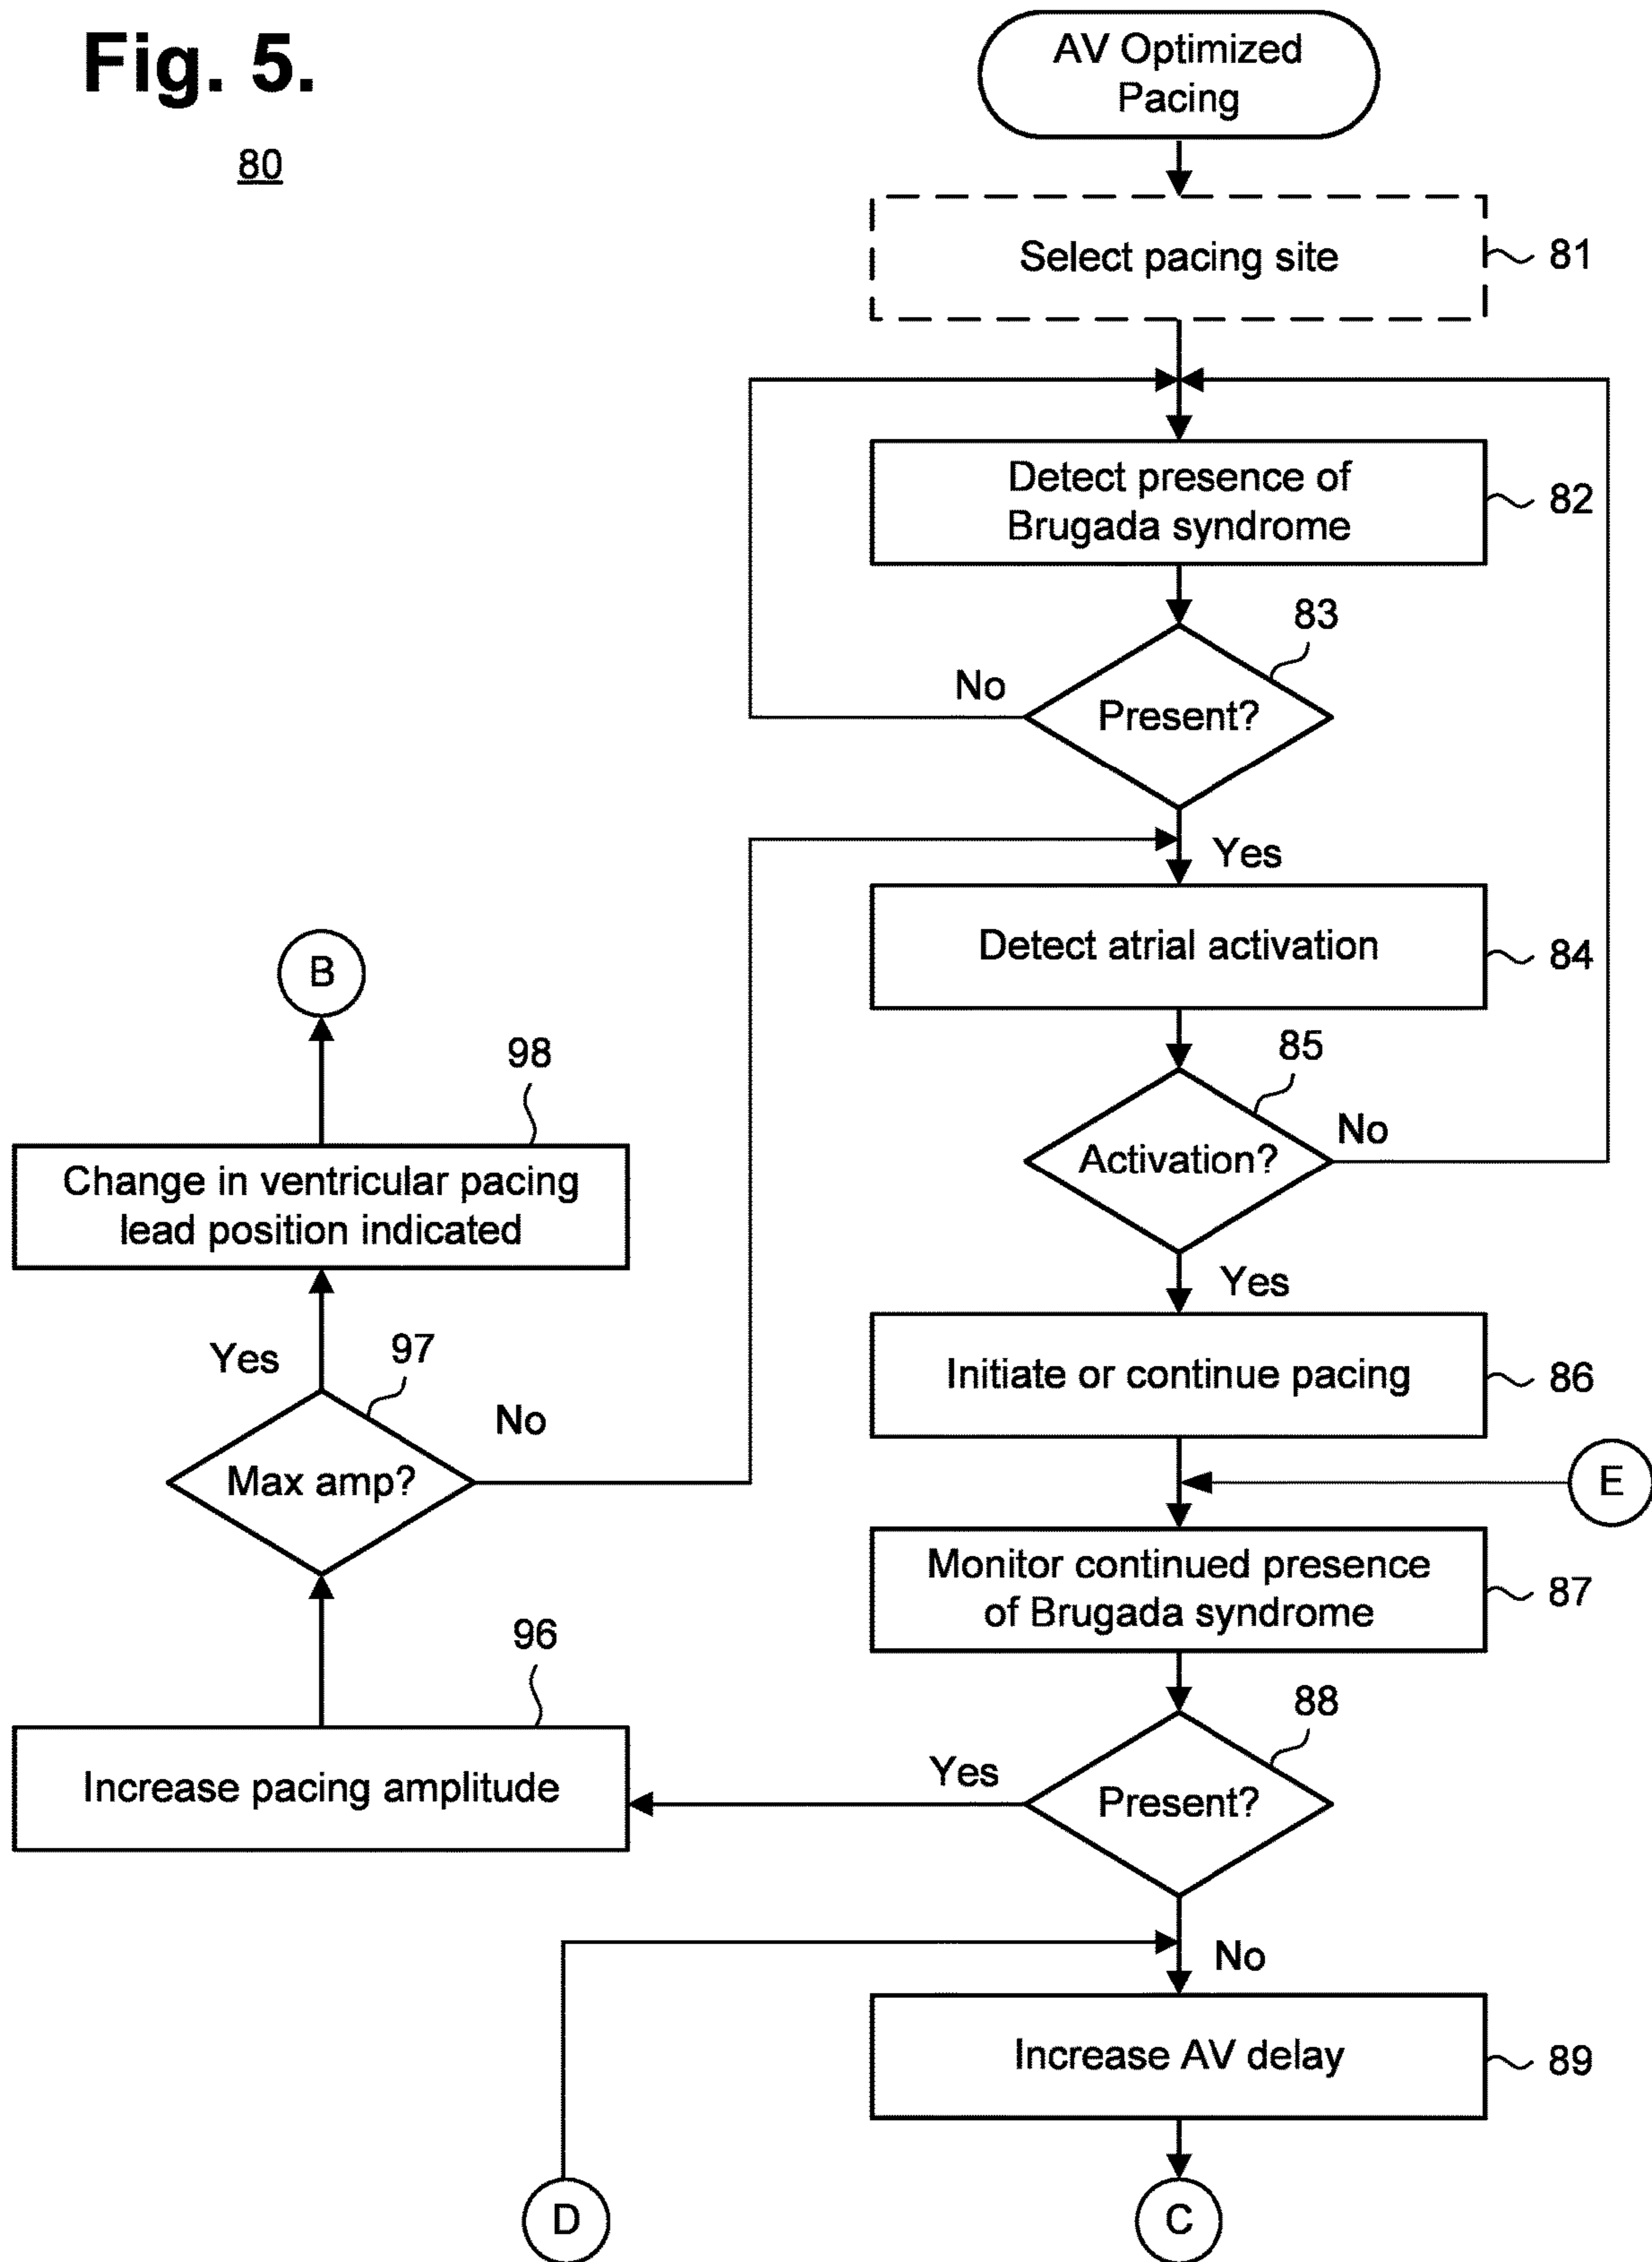 Fig. 5.
80
AV Optimized
Pacing
Select pacing site
81
Detect presence of
Brugada syndrome
82
83
Present?
No
Yes
Detect atrial activation
84
85
Activation?
No
Yes
Initiate or continue pacing
86
E
Monitor continued presence
of Brugada syndrome
87
88
Present?
Yes
No
Increase AV delay
89
C
D
Increase pacing amplitude
96
97
Max amp?
No
Yes
Change in ventricular pacing
lead position indicated
98
B